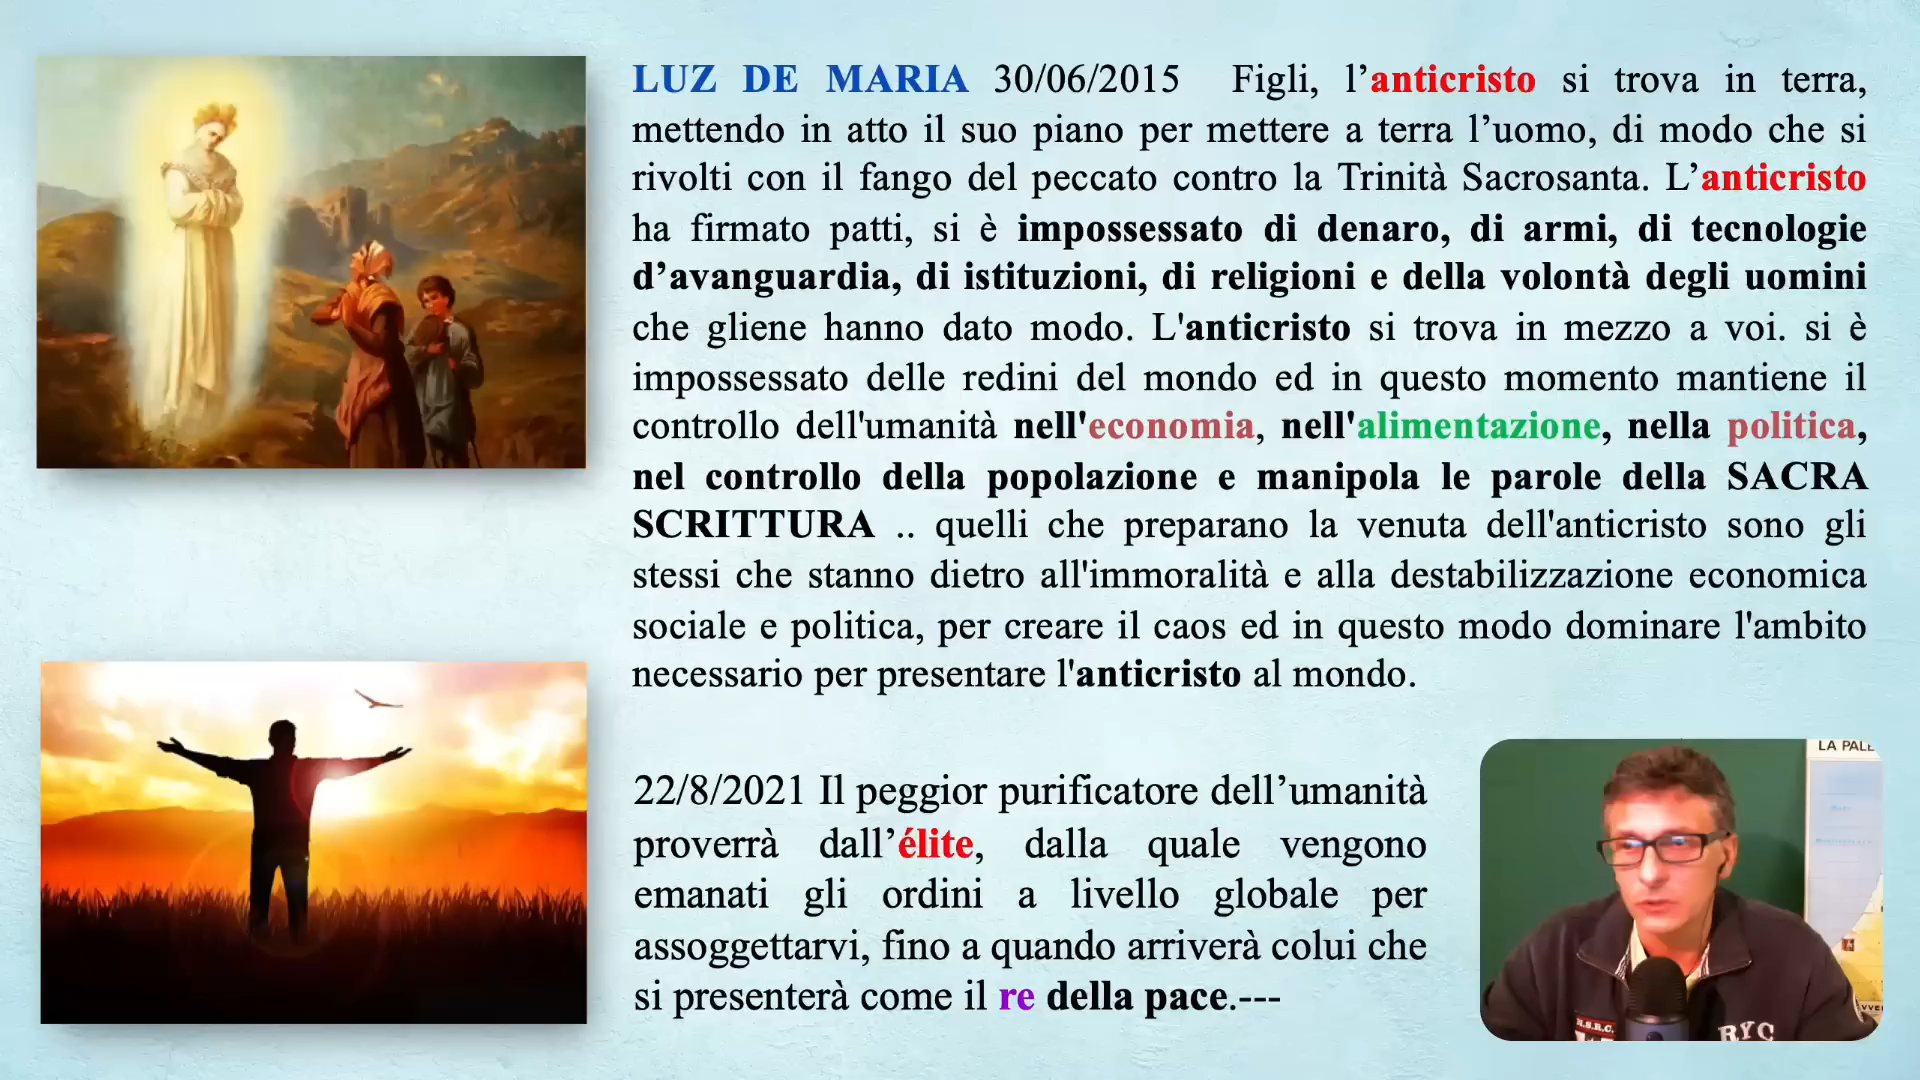 LUZ DE MARIA 30/06/2015 Figli, l’anticristo si trova in terra,
mettendo in atto il suo piano per mettere a terra l’uomo, di modo che si
rivolti con il fango del peccato contro la Trinità Sacrosanta. L’anticristo
ha firmato patti, si è impossessato di denaro, di armi, di tecnologie
d’avanguardia, di istituzioni, di religioni e della volontà degli uomini
che gliene hanno dato modo. L'anticristo si trova in mezzo a voi. si è
impossessato delle redini del mondo ed in questo momento mantiene il
controllo dell'umanità nell'economia, nell'alimentazione, nella politica,
nel controllo della popolazione e manipola le parole della SACRA
SCRITTURA .. quelli che preparano la venuta dell'anticristo sono gli
stessi che stanno dietro all'immoralità e alla destabilizzazione economica
sociale e politica, per creare il caos ed in questo modo dominare l'ambito
necessario per presentare l'anticristo al mondo.
22/8/2021 Il peggior purificatore dell’umanità
proverrà dall’élite, dalla quale vengono
emanati gli ordini a livello globale per
assoggettarvi, fino a quando arriverà colui che
si presenterà come il re della pace.---
LA PALE
M.S.R.C.
RYC